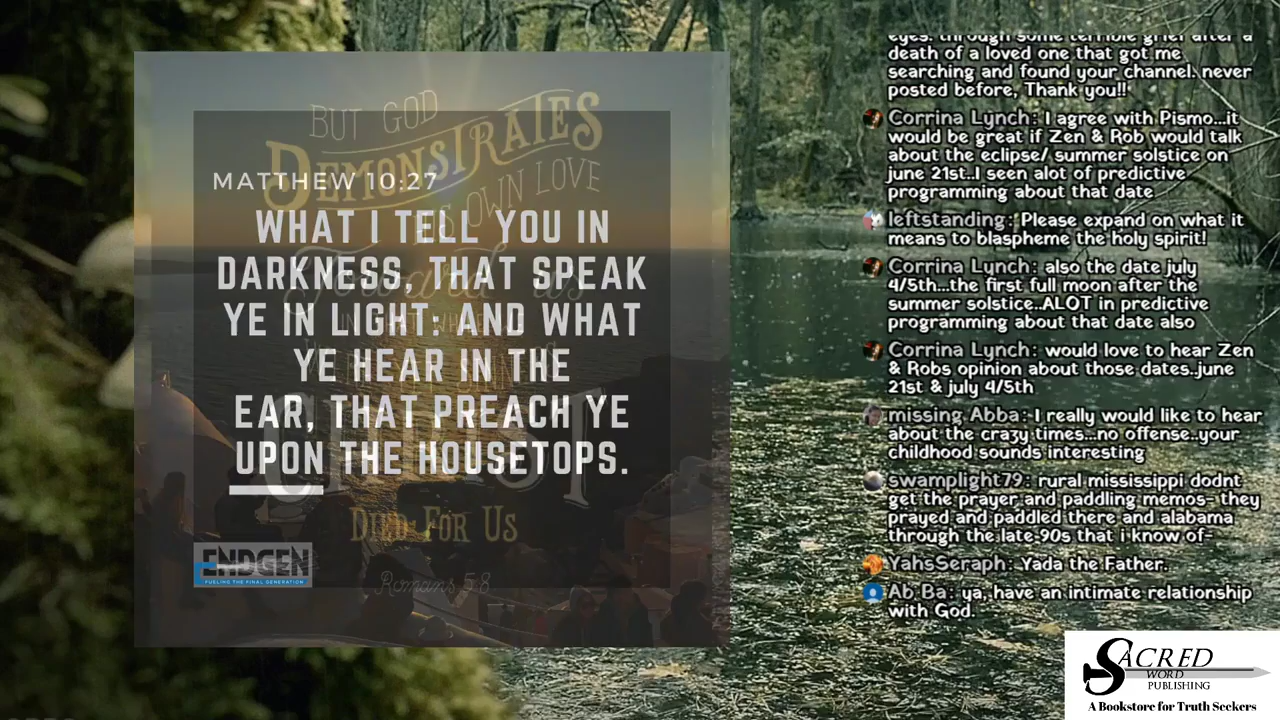 BUT GOD
DEMONSTRATES
OWN LOVE
MATTHEW 10:27
WHAT I TELL YOU IN
DARKNESS, THAT SPEAK
YE IN LIGHT: AND WHAT
YE HEAR IN THE
EAR, THAT PREACH YE
UPON THE HOUSETOPS.
DIED FOR US
Romans 5:8
ENDGEN
FUELING THE FINAL GENERATION
death of a loved one that got me
searching and found your channel. never
posted before, Thank you!!
Corrina Lynch: I agree with Pismo...it
would be great if Zen & Rob would talk
about the eclipse/ summer solstice on
june 21st..I seen alot of predictive
programming about that date
leftstanding: Please expand on what it
means to blaspheme the holy spirit!
Corrina Lynch: also the date july
4/5th...the first full moon after the
summer solstice..ALOT in predictive
programming about that date also
Corrina Lynch: would love to hear Zen
& Robs opinion about those dates..june
21st & july 4/5th
missing Abba: I really would like to hear
about the crazy times...no offense..your
childhood sounds interesting
swamplight79: rural mississippi dodnt
get the prayer and paddling memos- they
prayed and paddled there and alabama
through the late 90s that i know of-
YahsSeraph: Yada the Father.
Ab Ba: ya, have an intimate relationship
with God.
SACRED
WORD
PUBLISHING
A Bookstore for Truth Seekers